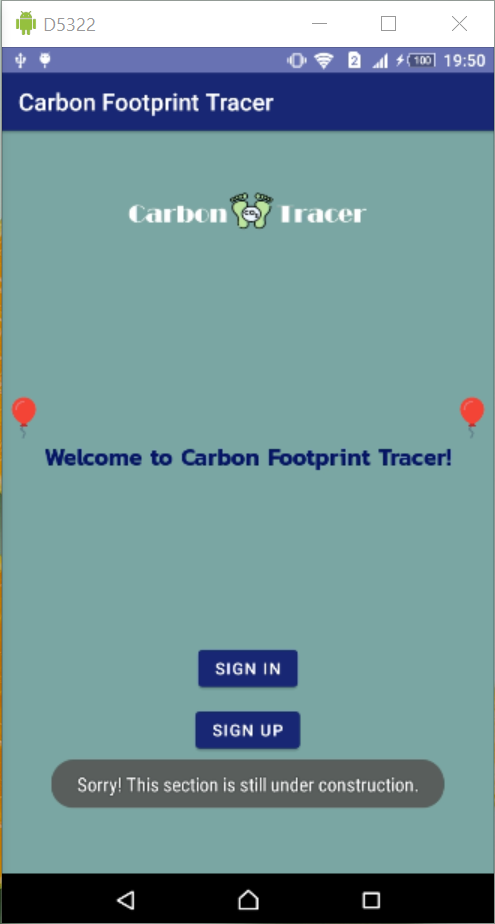 D5322
2 100 19:50
Carbon Footprint Tracer
Carbon CO₂ Tracer
Welcome to Carbon Footprint Tracer!
SIGN IN
SIGN UP
Sorry! This section is still under construction.